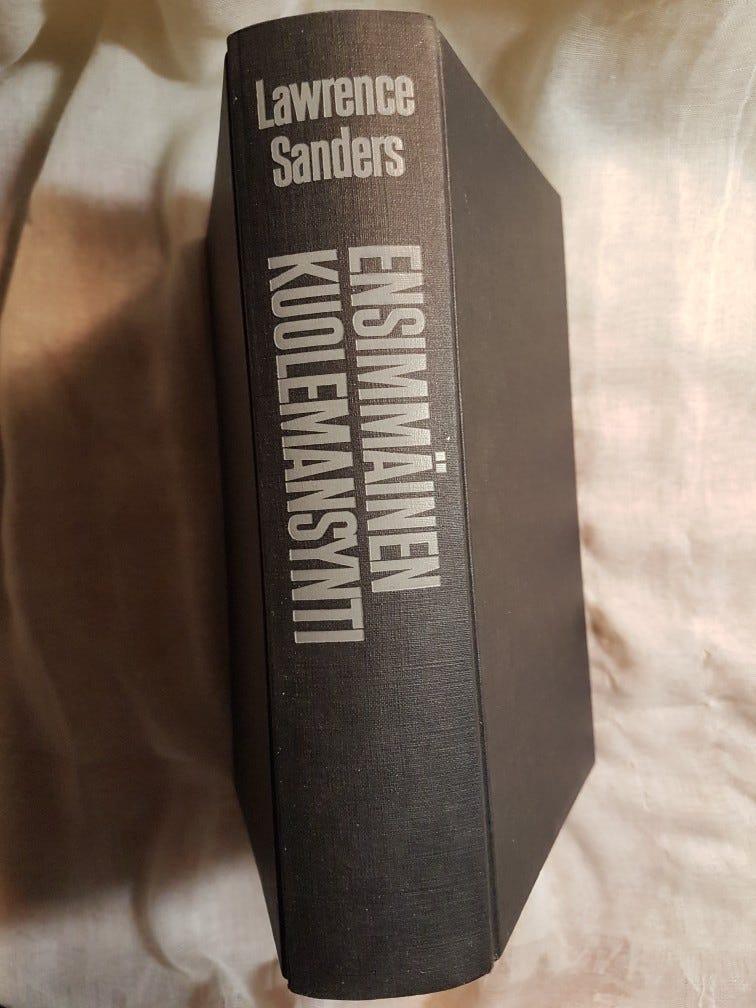 Lawrence
Sanders
ENSIMMÄINEN
KUOLEMANSYNTI